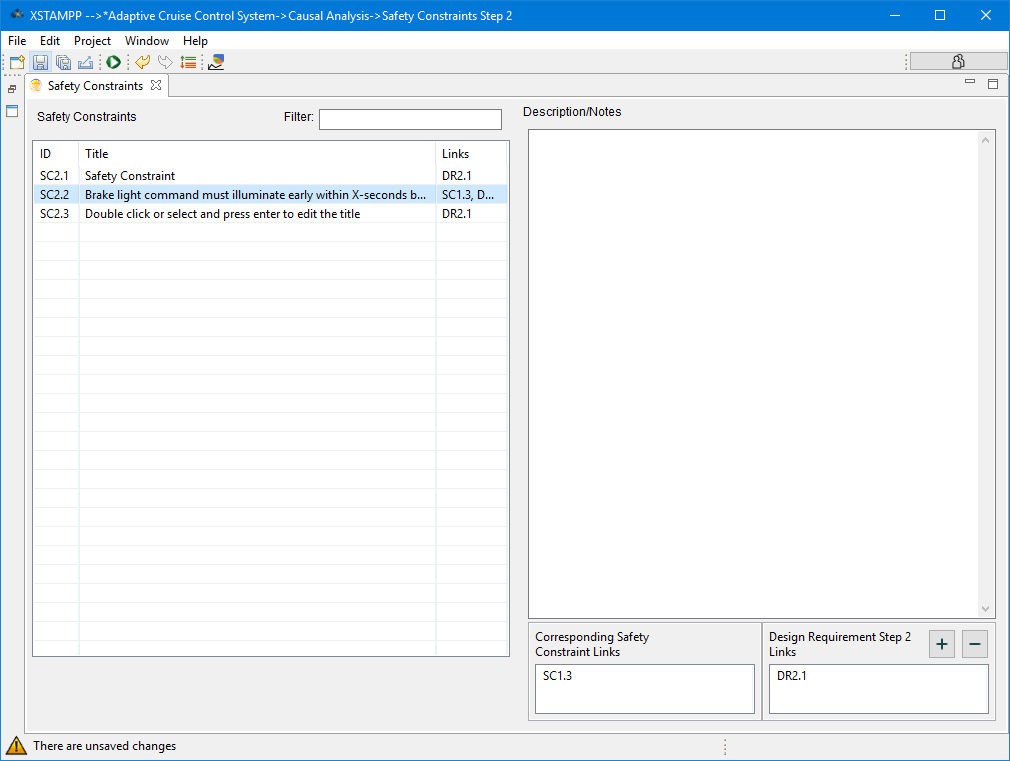 XSTAMPP -->*Adaptive Cruise Control System->Causal Analysis->Safety Constraints Step 2
File Edit Project Window Help
Safety Constraints
Safety Constraints Filter:
Description/Notes
ID Title Links
SC2.1 Safety Constraint DR2.1
SC2.2 Brake light command must illuminate early within X-seconds b... SC1.3, D...
SC2.3 Double click or select and press enter to edit the title DR2.1
Corresponding Safety
Constraint Links
SC1.3
Design Requirement Step 2
Links
DR2.1
There are unsaved changes